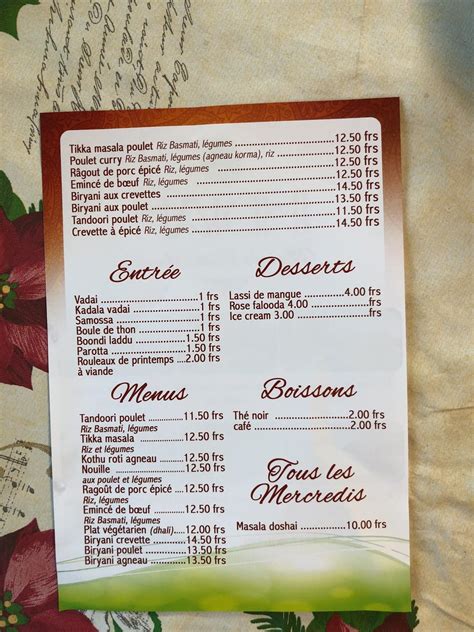 Tikka masala poulet Riz Basmati, légumes ........ 12.50 frs
Poulet curry Riz Basmati, légumes (agneau korma), riz ........ 12.50 frs
Râgout de porc épicé Riz, légumes ........ 12.50 frs
Emincé de bœuf Riz, légumes ........ 12.50 frs
Biryani aux crevettes ........ 14.50 frs
Biryani aux poulet ........ 13.50 frs
Tandoori poulet Riz, légumes ........ 11.50 frs
Crevette à épicé Riz, légumes ........ 14.50 frs
Entrée
Vadai ........ 1 frs
Kadala vadai ........ 1 frs
Samossa ........ 1 frs
Boule de thon ........ 1 frs
Boondi laddu ........ 1.50 frs
Parotta ........ 1.50 frs
Rouleaux de printemps ...2.00 frs
à viande
Desserts
Lassi de mangue ........4.00 frs
Rose falooda ........4.00 frs
Ice cream 3.00 ........frs
Menus
Tandoori poulet ........11.50 frs
Riz Basmati, légumes
Tikka masala ........12.50 frs
Riz et légumes
Kothu roti agneau ........12.50 frs
Nouille ........12.50 frs
aux poulet et légumes
Ragoût de porc épicé ....12.50 frs
Riz, légumes
Emincé de bœuf ........12.50 frs
Riz Basmati, légumes
Plat végétarien (dhali)....12.00 frs
Biryani crevette ........14.50 frs
Biryani poulet ........13.50 frs
Biryani agneau ........13.50 frs
Boissons
Thé noir ........2.00 frs
café ........2.00 frs
Tous les
Mercredis
Masala doshai ........10.00 frs